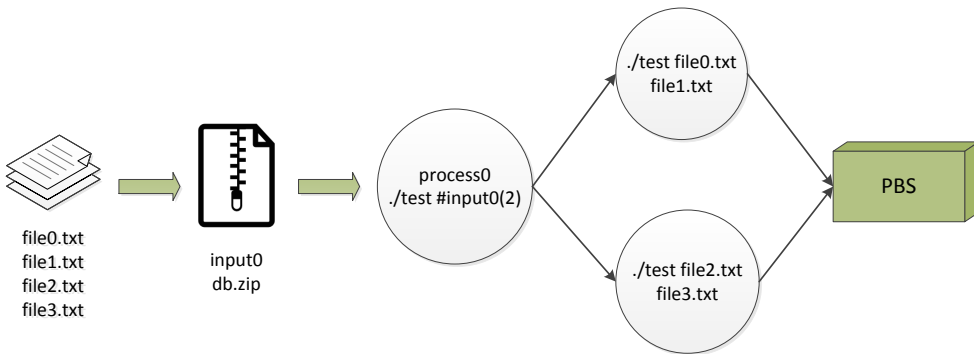 file0.txt
file1.txt
file2.txt
file3.txt
input0
db.zip
process0
./test #input0(2)
./test file0.txt
file1.txt
./test file2.txt
file3.txt
PBS